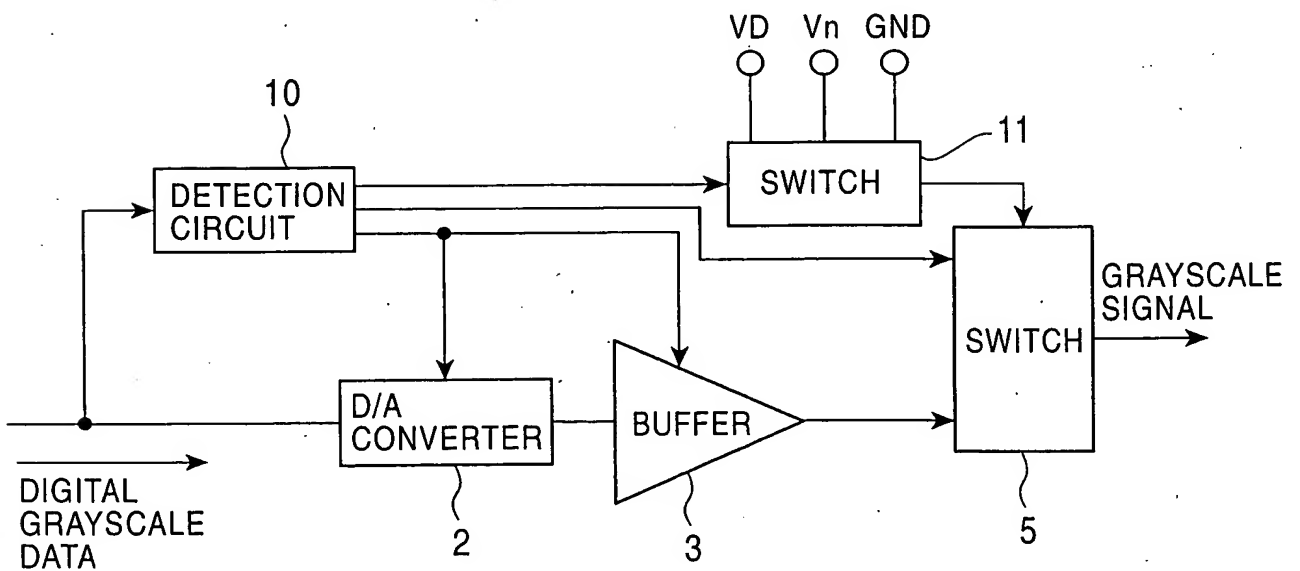 VD Vn GND
10
11
DETECTION
CIRCUIT
SWITCH
GRAYSCALE
SIGNAL
SWITCH
D/A
CONVERTER
BUFFER
DIGITAL
GRAYSCALE
DATA
2
3
5